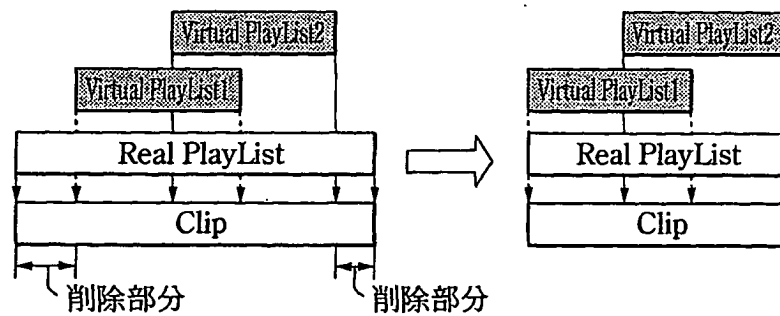 Virtual PlayList2
Virtual PlayList1
Real PlayList
Clip
削除部分
削除部分
Virtual PlayList2
Virtual PlayList1
Real PlayList
Clip